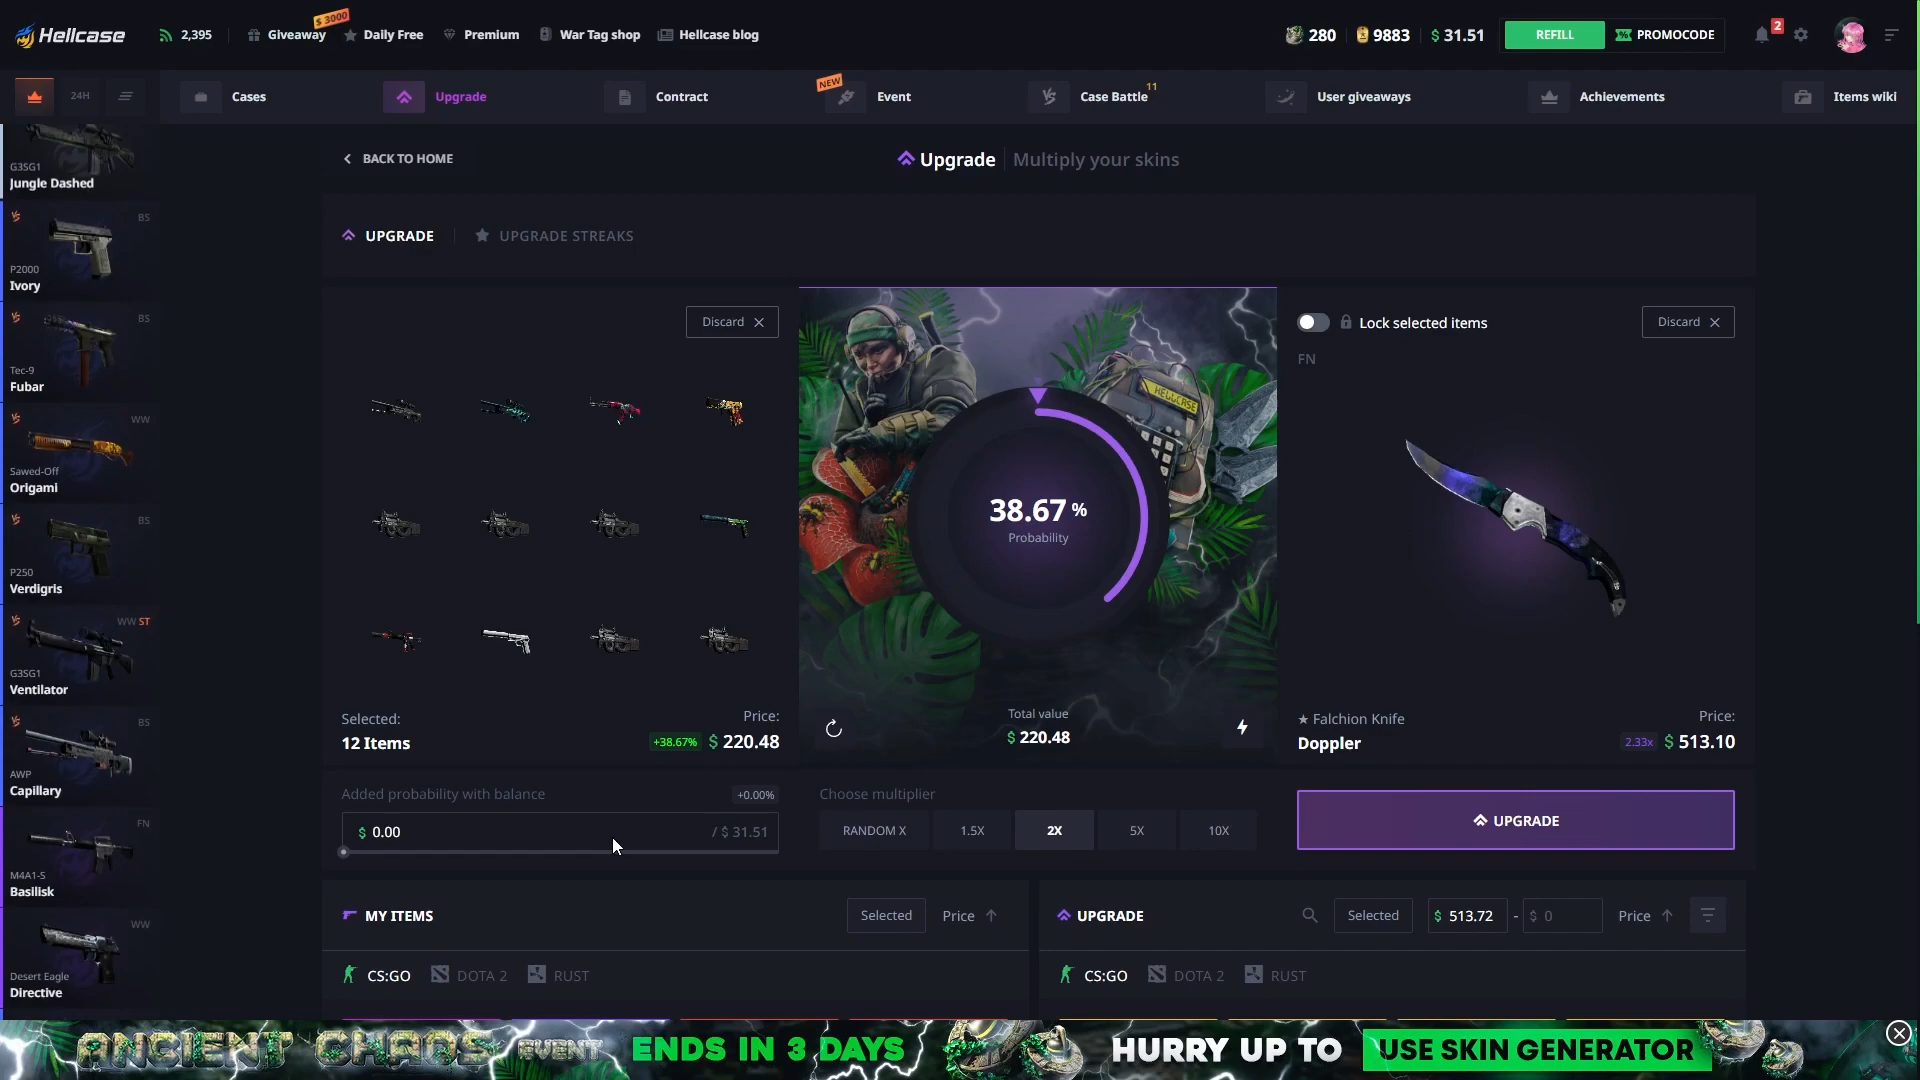 Hellcase
2,395
$ 3000
Giveaway
Daily Free
Premium
War Tag shop
Hellcase blog
280
9883
$ 31.51
REFILL
PROMOCODE
2
24H
Cases
Upgrade
Contract
NEW
Event
Case Battle
11
User giveaways
Achievements
Items wiki
BACK TO HOME
Upgrade
Multiply your skins
UPGRADE
UPGRADE STREAKS
G3SG1
Jungle Dashed
BS
P2000
Ivory
BS
Tec-9
Fubar
WW
Sawed-Off
Origami
BS
P250
Verdigris
WW ST
G3SG1
Ventilator
BS
AWP
Capillary
FN
M4A1-S
Basilisk
WW
Desert Eagle
Directive
Discard
Selected:
12 Items
Price:
+38.67% $ 220.48
HELLCASE
38.67 %
Probability
Total value
$ 220.48
Lock selected items
Discard
FN
★ Falchion Knife
Doppler
Price:
2.33x $ 513.10
Added probability with balance
+0.00%
$ 0.00
/ $ 31.51
Choose multiplier
RANDOM X
1.5X
2X
5X
10X
UPGRADE
MY ITEMS
Selected
Price
UPGRADE
Selected
$ 513.72
-
$ 0
Price
CS:GO
DOTA 2
RUST
CS:GO
DOTA 2
RUST
ANCIENT CHAOS EVENT ENDS IN 3 DAYS
HURRY UP TO USE SKIN GENERATOR